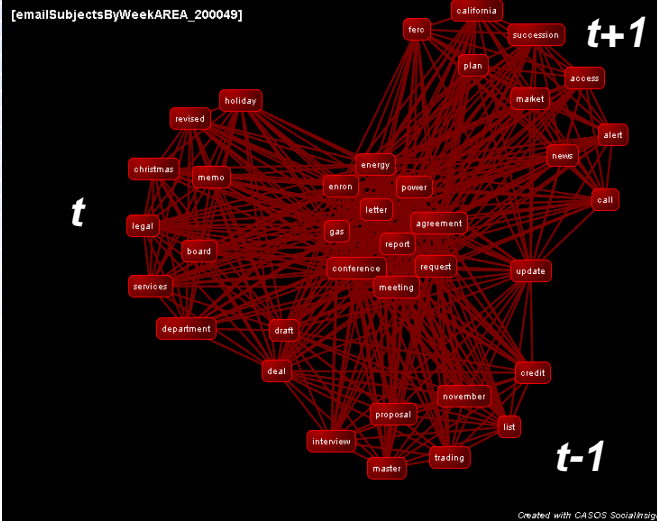 [emailSubjectsByWeekAREA_200049]
california
ferc
succession
t+1
plan
access
market
holiday
revised
alert
news
energy
christmas
memo
enron
power
call
letter
t
agreement
legal
gas
report
board
conference
request
update
services
meeting
department
draft
deal
credit
november
proposal
list
interview
t-1
trading
master
Created with CASOS SocialInsig